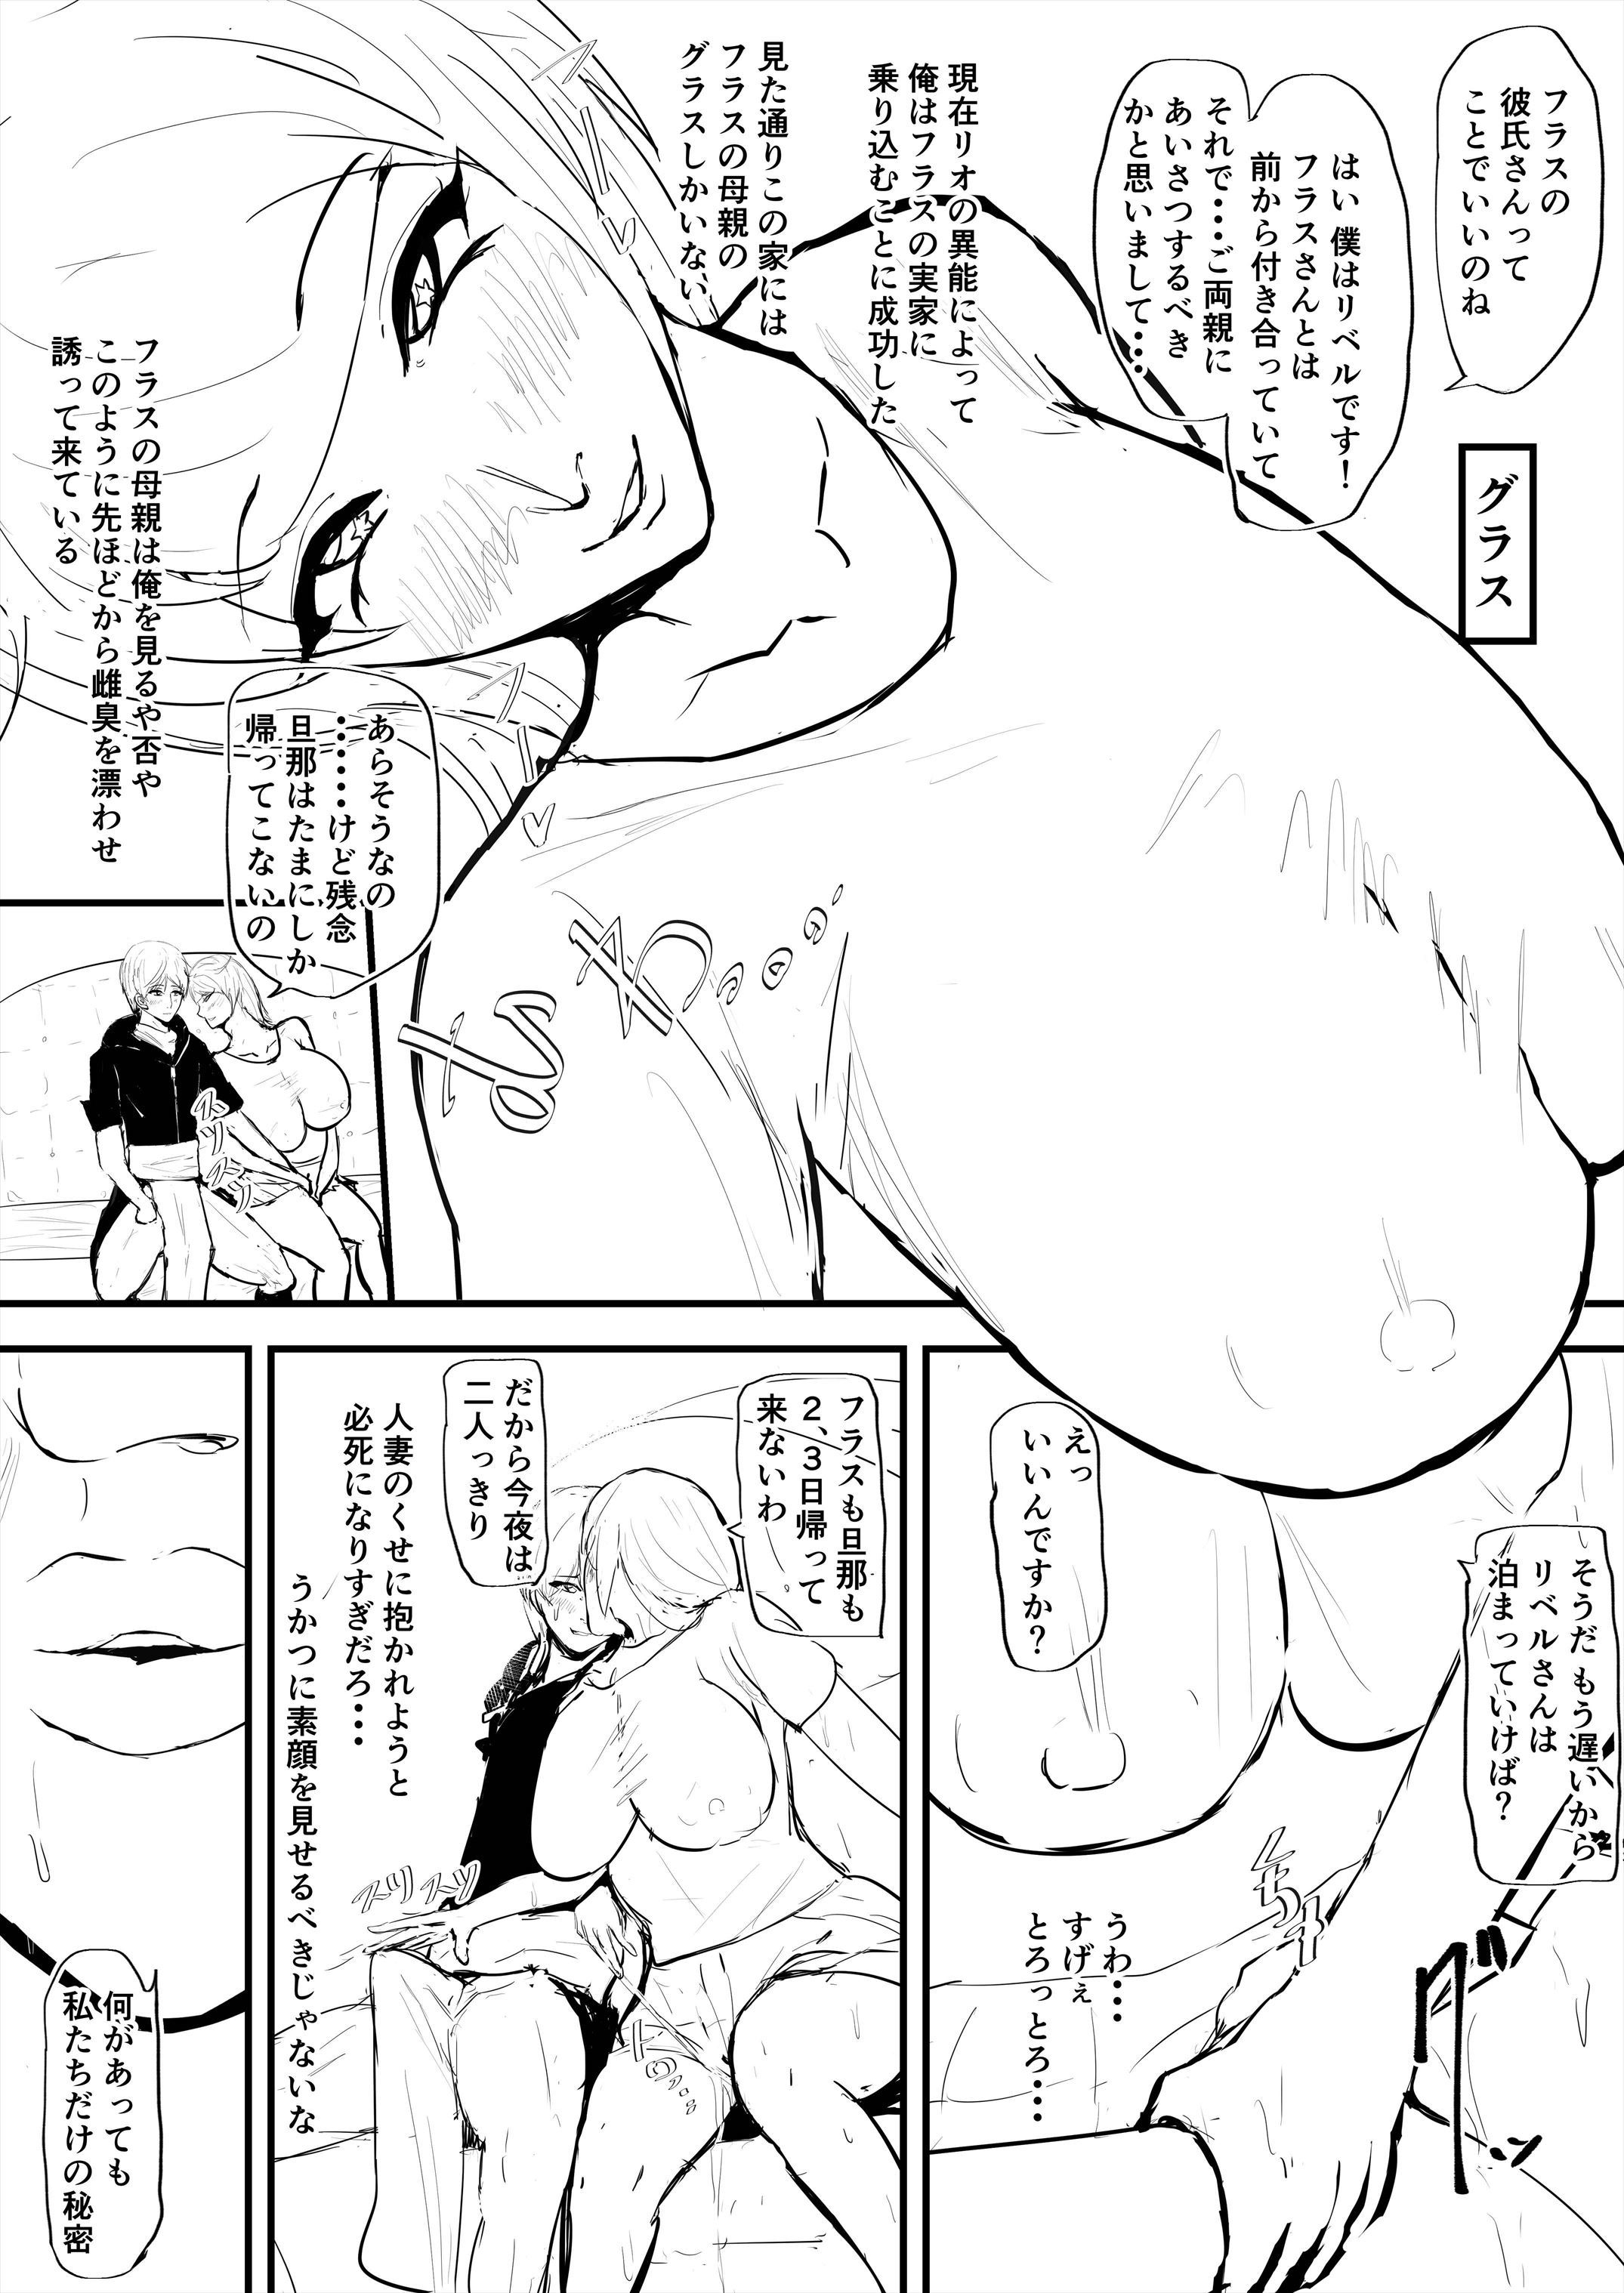 フラスの
彼氏さんって
ことでいいのね
はい 僕はリベルです!
フラスさんとは
前から付き合っていて
それで・・・ご両親に
あいさつするべき
かと思いまして・・・
グラス
現在リオの異能によって
俺はフラスの実家に
乗り込むことに成功した
見た通りこの家には
フラスの母親の
グラスしかいない
フラスの母親は俺を見るや否や
このように先ほどから雌臭を漂わせ
誘って来ている
あらそうなの
・・・・・・けど残念
旦那はたまにしか
帰ってこないの
スリ
スリ
そうだ もう遅いから
リベルさんは
泊まっていけば?
えっ
いいんですか?
うわ・・・
すげぇ
とろっとろ・・・
フラスも旦那も
2、3日帰って
来ないわ
だから今夜は
二人っきり
人妻のくせに抱かれようと
必死になりすぎだろ・・・
うかつに素顔を見せるべきじゃないな
スリスリ
何があっても
私たちだけの秘密